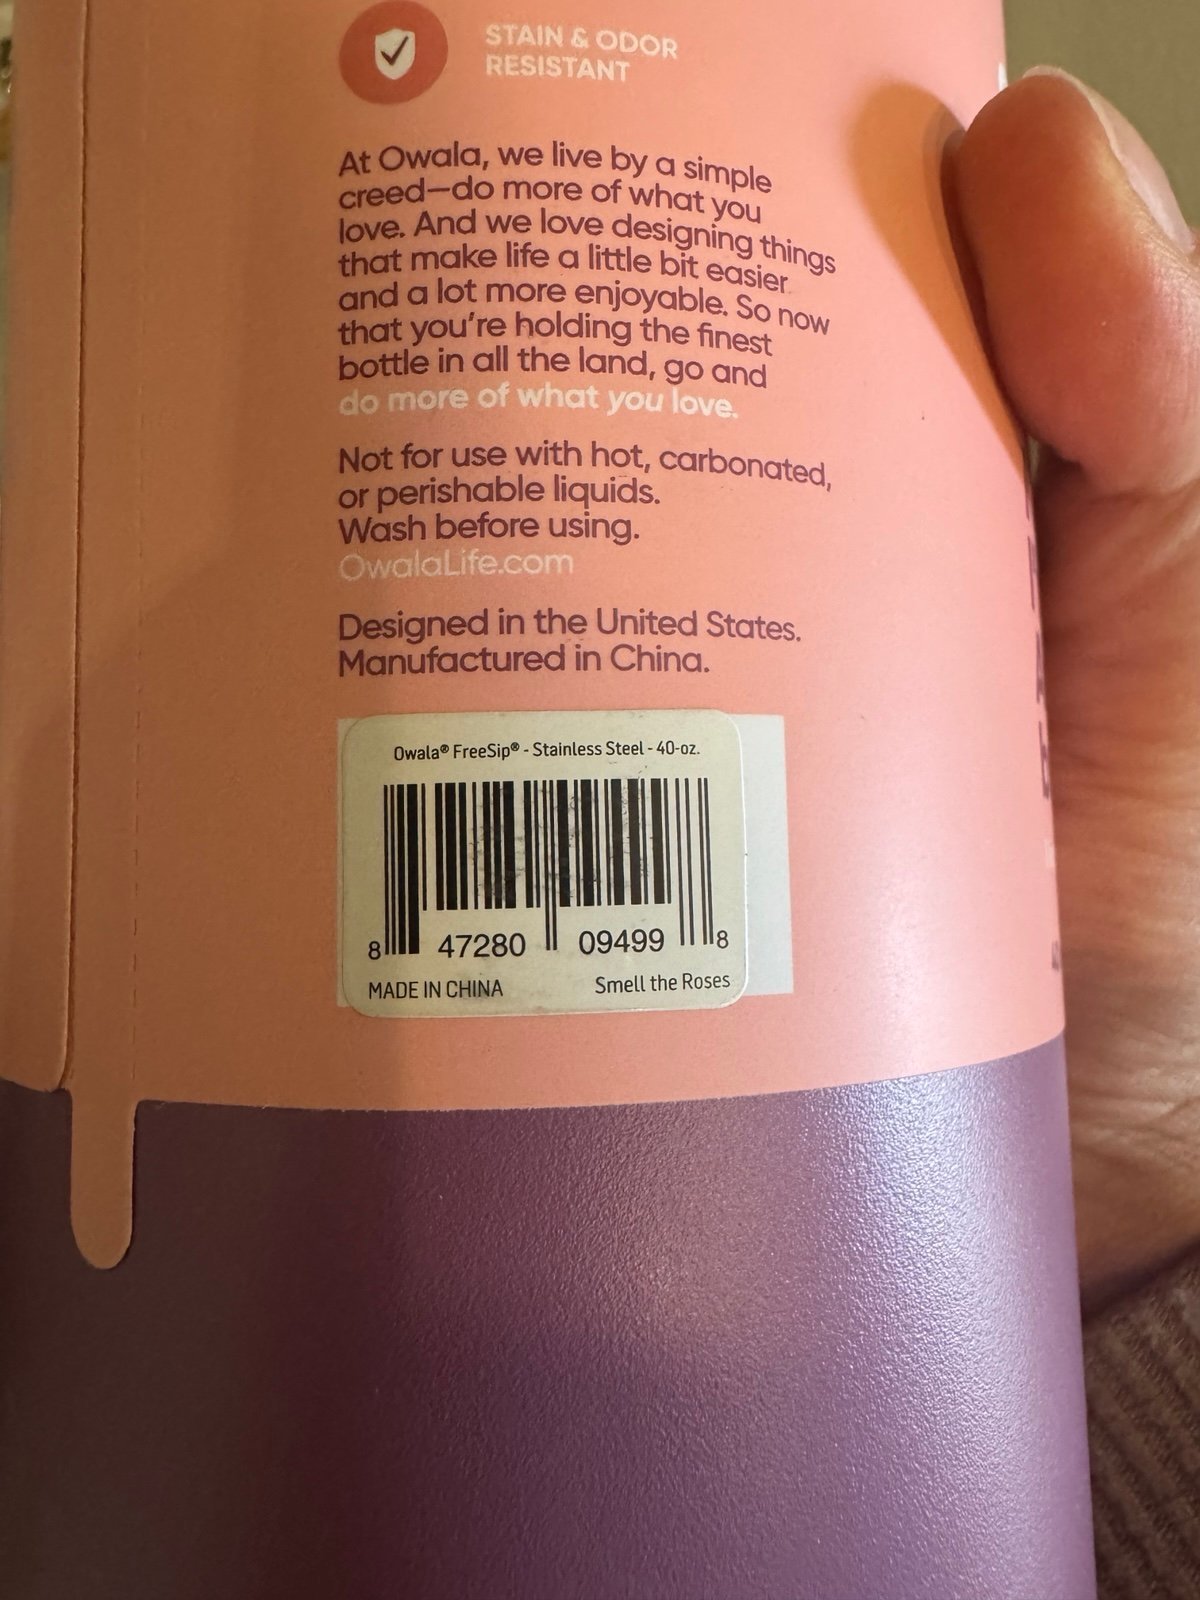 STAIN & ODOR
RESISTANT
At Owala, we live by a simple
creed—do more of what you
love. And we love designing things
that make life a little bit easier
and a lot more enjoyable. So now
that you're holding the finest
bottle in all the land, go and
do more of what you love.
Not for use with hot, carbonated,
or perishable liquids.
Wash before using.
OwalaLife.com
Designed in the United States.
Manufactured in China.
Owala® FreeSip® - Stainless Steel - 40-oz.
8 47280 09499 8
MADE IN CHINA Smell the Roses